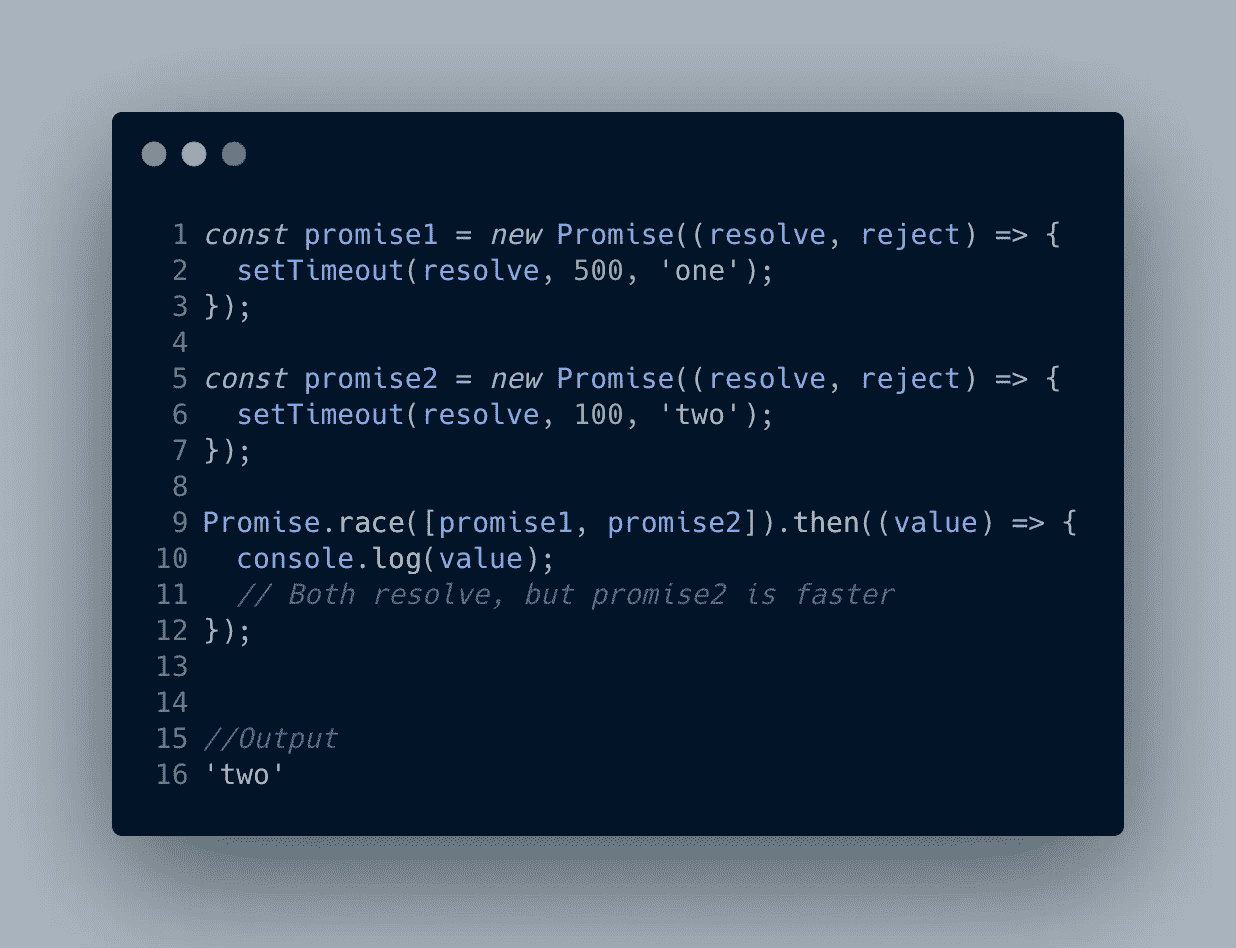 1 const promise1 = new Promise((resolve, reject) => {
2   setTimeout(resolve, 500, 'one');
3 });
4
5 const promise2 = new Promise((resolve, reject) => {
6   setTimeout(resolve, 100, 'two');
7 });
8
9 Promise.race([promise1, promise2]).then((value) => {
10   console.log(value);
11   // Both resolve, but promise2 is faster
12 });
13
14
15 //Output
16 'two'